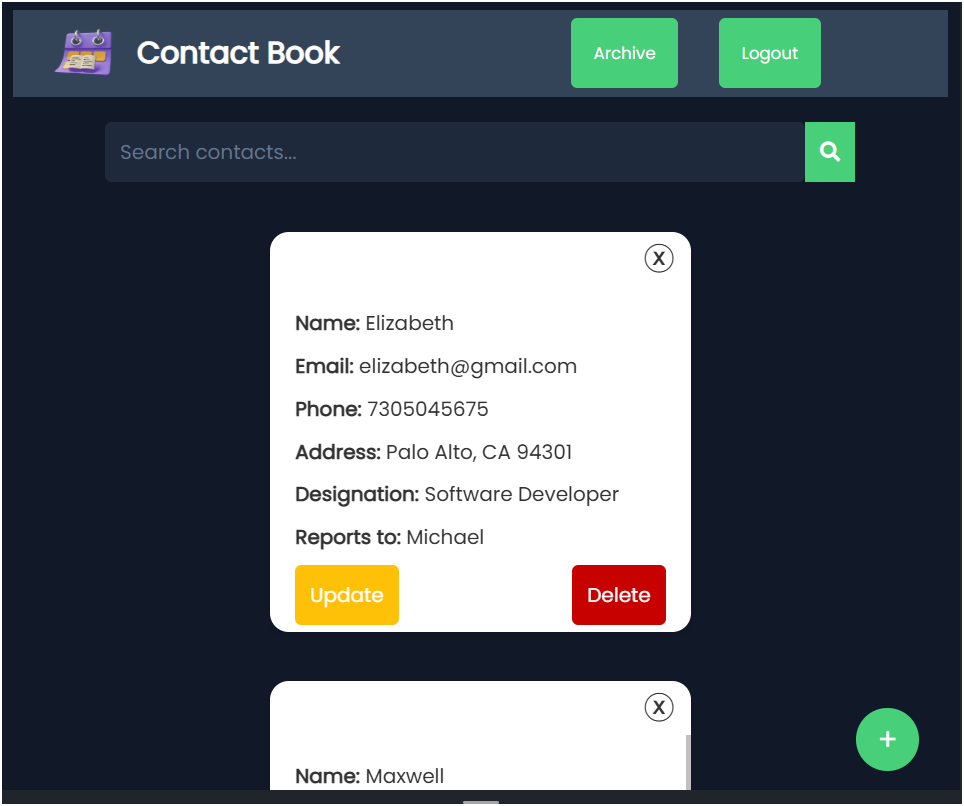 Contact Book
Archive
Logout
Search contacts...
X
Name: Elizabeth
Email: elizabeth@gmail.com
Phone: 7305045675
Address: Palo Alto, CA 94301
Designation: Software Developer
Reports to: Michael
Update
Delete
X
Name: Maxwell
+